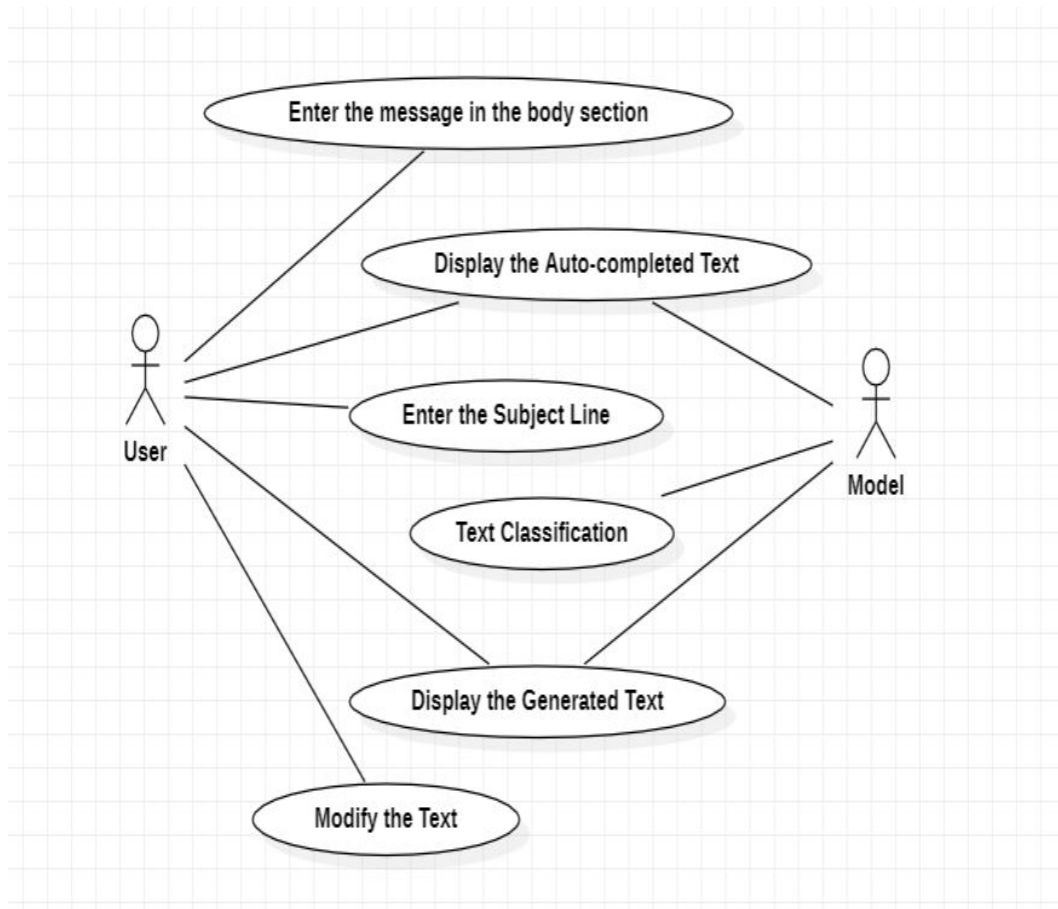 Enter the message in the body section
Display the Auto-completed Text
Enter the Subject Line
User
Model
Text Classification
Display the Generated Text
Modify the Text